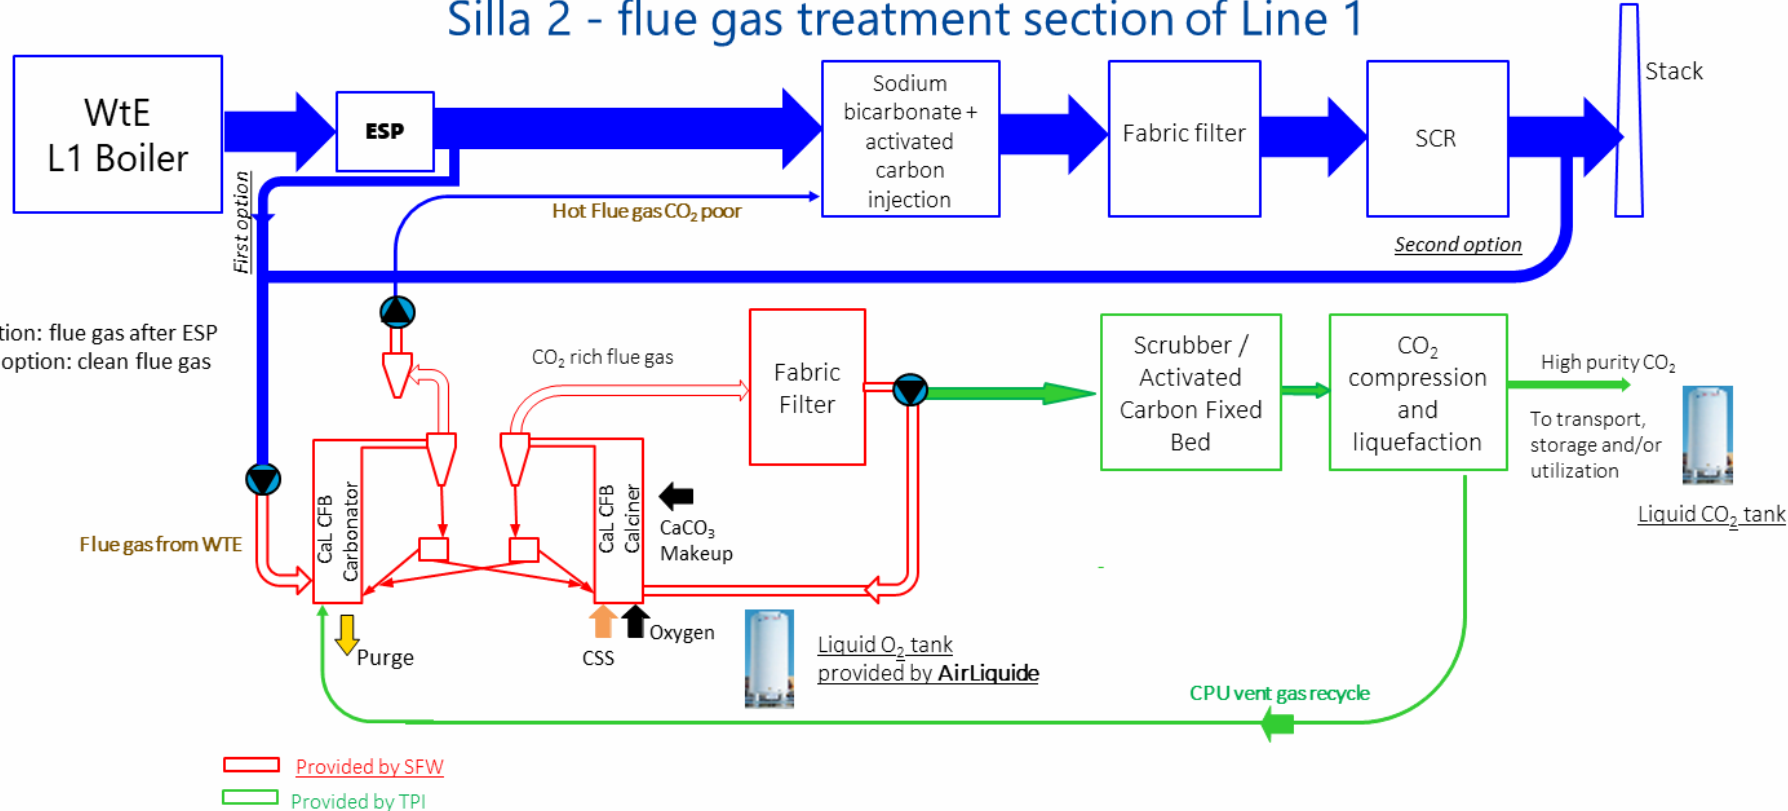 Silla 2 - flue gas treatment section of Line 1
WtE
L1 Boiler
ESP
Sodium
bicarbonate +
activated
carbon
injection
Fabric filter
SCR
Stack
First option
Hot Flue gas CO₂ poor
Second option
tion: flue gas after ESP
option: clean flue gas
CO₂ rich flue gas
Fabric
Filter
Scrubber /
Activated
Carbon Fixed
Bed
CO₂
compression
and
liquefaction
High purity CO₂
To transport,
storage and/or
utilization
Liquid CO₂ tank
Flue gas from WTE
CaL CFB
Carbonator
CaL CFB
Calciner
CaCO₃
Makeup
Purge
CSS
Oxygen
Liquid O₂ tank
provided by AirLiquide
CPU vent gas recycle
Provided by SFW
Provided by TPI